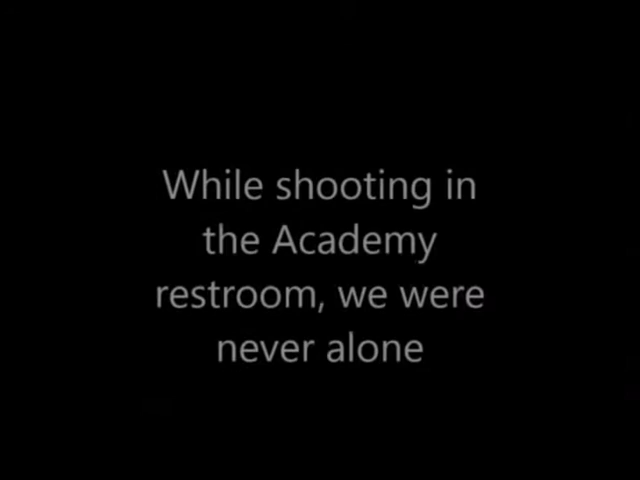 While shooting in
the Academy
restroom, we were
never alone